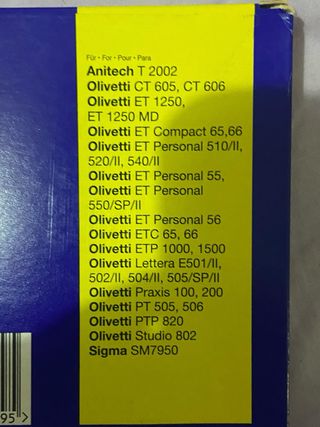 Für • For • Pour • Para
Anitech T 2002
Olivetti CT 605, CT 606
Olivetti ET 1250,
ET 1250 MD
Olivetti ET Compact 65,66
Olivetti ET Personal 510/II,
520/II, 540/II
Olivetti ET Personal 55,
Olivetti ET Personal
550/SP/II
Olivetti ET Personal 56
Olivetti ETC 65, 66
Olivetti ETP 1000, 1500
Olivetti Lettera E501/II,
502/II, 504/II, 505/SP/II
Olivetti Praxis 100, 200
Olivetti PT 505, 506
Olivetti PTP 820
Olivetti Studio 802
Sigma SM7950
95>